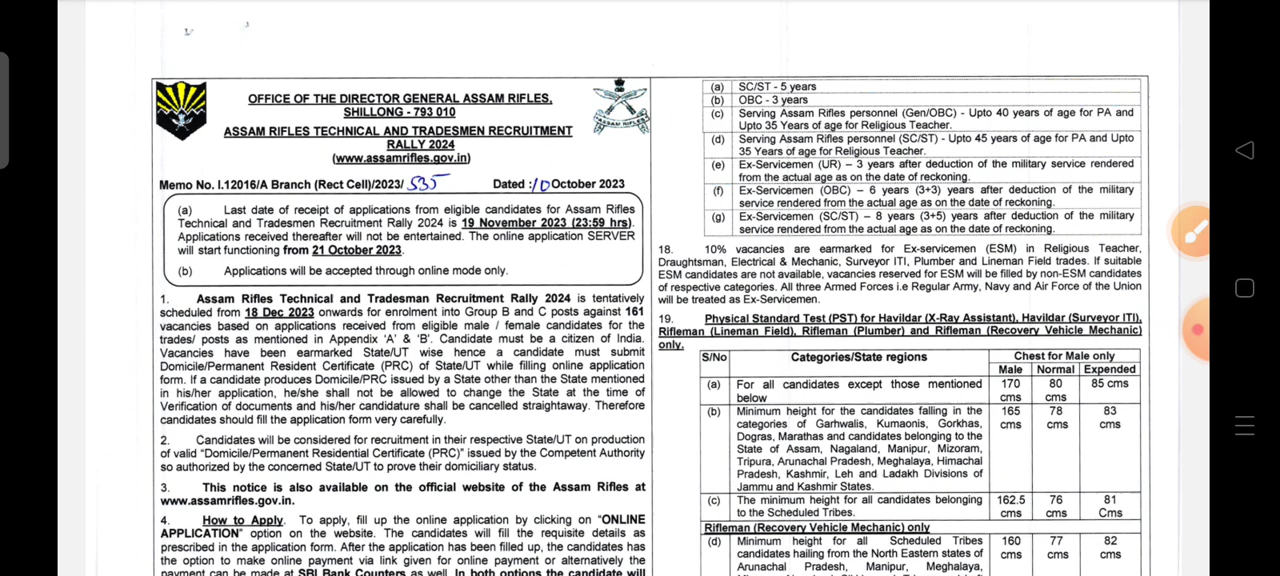 OFFICE OF THE DIRECTOR GENERAL ASSAM RIFLES,
SHILLONG - 793 010
ASSAM RIFLES TECHNICAL AND TRADESMEN RECRUITMENT
RALLY 2024
(www.assamrifles.gov.in)
ASSAM RIFLES
Memo No. I.12016/A Branch (Rect Cell)/2023/ 535 Dated :10 October 2023
(a) Last date of receipt of applications from eligible candidates for Assam Rifles
Technical and Tradesmen Recruitment Rally 2024 is 19 November 2023 (23:59 hrs).
Applications received thereafter will not be entertained. The online application SERVER
will start functioning from 21 October 2023.
(b) Applications will be accepted through online mode only.
1. Assam Rifles Technical and Tradesman Recruitment Rally 2024 is tentatively
scheduled from 18 Dec 2023 onwards for enrolment into Group B and C posts against 161
vacancies based on applications received from eligible male / female candidates for the
trades/ posts as mentioned in Appendix 'A' & 'B'. Candidate must be a citizen of India.
Vacancies have been earmarked State/UT wise hence a candidate must submit
Domicile/Permanent Resident Certificate (PRC) of State/UT while filling online application
form. If a candidate produces Domicile/PRC issued by a State other than the State mentioned
in his/her application, he/she shall not be allowed to change the State at the time of
Verification of documents and his/her candidature shall be cancelled straightaway. Therefore
candidates should fill the application form very carefully.
2. Candidates will be considered for recruitment in their respective State/UT on production
of valid "Domicile/Permanent Residential Certificate (PRC)" issued by the Competent Authority
so authorized by the concerned State/UT to prove their domiciliary status.
3. This notice is also available on the official website of the Assam Rifles at
www.assamrifles.gov.in.
4. How to Apply. To apply, fill up the online application by clicking on "ONLINE
APPLICATION" option on the website. The candidates will fill the requisite details as
prescribed in the application form. After the application has been filled up, the candidates has
the option to make online payment via link given for online payment or alternatively the
payment can be made at SBI Bank Counters as well. In both options the candidate will
(a) SC/ST - 5 years
(b) OBC - 3 years
(c) Serving Assam Rifles personnel (Gen/OBC) - Upto 40 years of age for PA and
Upto 35 Years of age for Religious Teacher.
(d) Serving Assam Rifles personnel (SC/ST) - Upto 45 years of age for PA and Upto
35 Years of age for Religious Teacher.
(e) Ex-Servicemen (UR) – 3 years after deduction of the military service rendered
from the actual age as on the date of reckoning.
(f) Ex-Servicemen (OBC) – 6 years (3+3) years after deduction of the military
service rendered from the actual age as on the date of reckoning.
(g) Ex-Servicemen (SC/ST) – 8 years (3+5) years after deduction of the military
service rendered from the actual age as on the date of reckoning.
18. 10% vacancies are earmarked for Ex-servicemen (ESM) in Religious Teacher,
Draughtsman, Electrical & Mechanic, Surveyor ITI, Plumber and Lineman Field trades. If suitable
ESM candidates are not available, vacancies reserved for ESM will be filled by non-ESM candidates
of respective categories. All three Armed Forces i.e Regular Army, Navy and Air Force of the Union
will be treated as Ex-Servicemen.
19. Physical Standard Test (PST) for Havildar (X-Ray Assistant), Havildar (Surveyor ITI),
Rifleman (Lineman Field), Rifleman (Plumber) and Rifleman (Recovery Vehicle Mechanic)
only.
S/No Categories/State regions Chest for Male only
Male Normal Expended
(a) For all candidates except those mentioned 170 80 85 cms
below cms cms
(b) Minimum height for the candidates falling in the 165 78 83
categories of Garhwalis, Kumaonis, Gorkhas, cms cms cms
Dogras, Marathas and candidates belonging to the
State of Assam, Nagaland, Manipur, Mizoram,
Tripura, Arunachal Pradesh, Meghalaya, Himachal
Pradesh, Kashmir, Leh and Ladakh Divisions of
Jammu and Kashmir States.
(c) The minimum height for all candidates belonging 162.5 76 81
to the Scheduled Tribes. cms cms Cms
Rifleman (Recovery Vehicle Mechanic) only
(d) Minimum height for all Scheduled Tribes 160 77 82
candidates hailing from the North Eastern states of cms cms cms
Arunachal Pradesh, Manipur, Meghalaya,